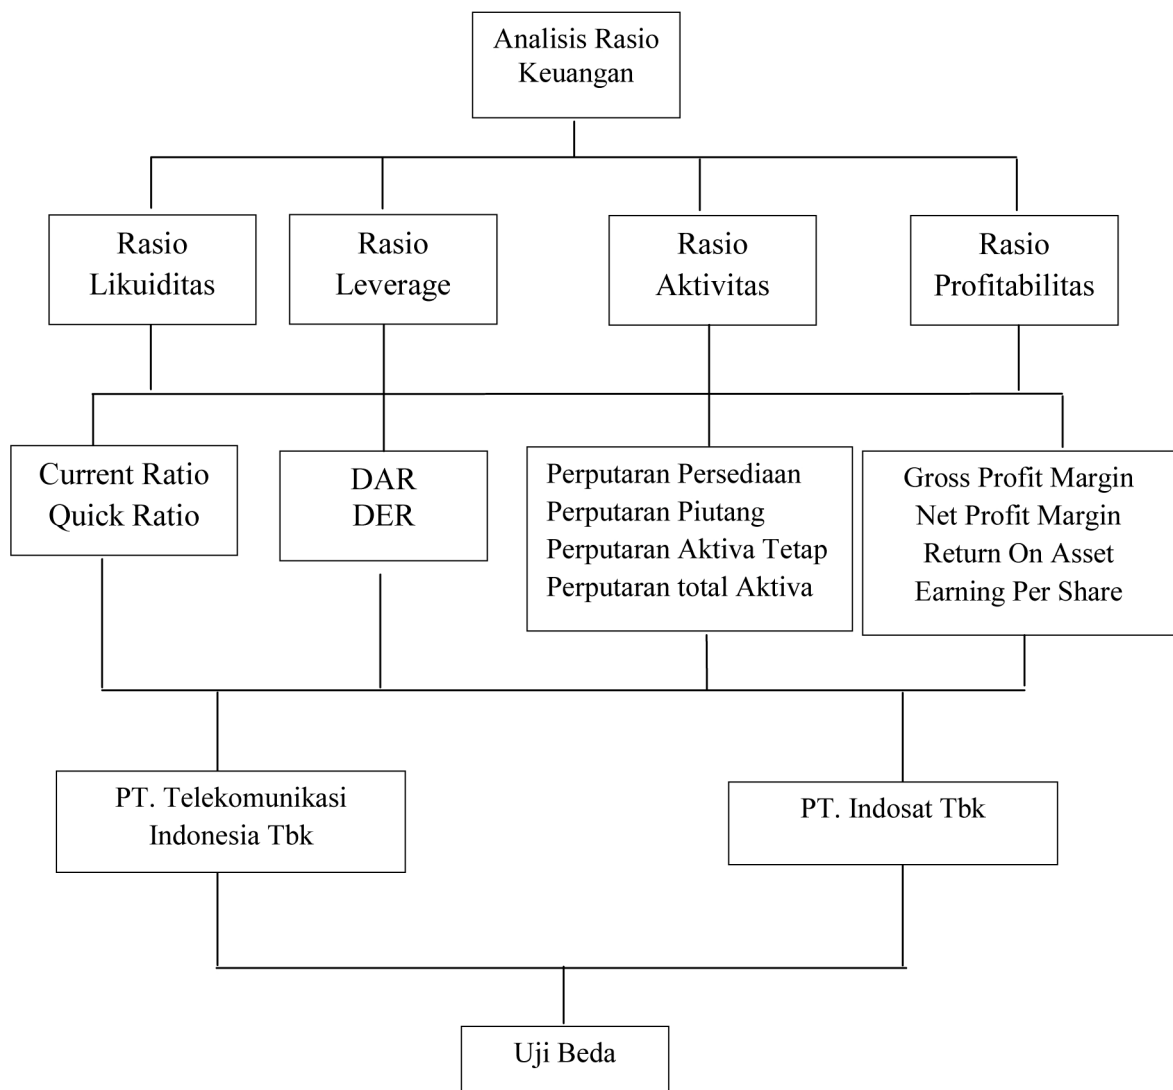 Analisis Rasio
Keuangan
Rasio
Likuiditas
Rasio
Leverage
Rasio
Aktivitas
Rasio
Profitabilitas
Current Ratio
Quick Ratio
DAR
DER
Perputaran Persediaan
Perputaran Piutang
Perputaran Aktiva Tetap
Perputaran total Aktiva
Gross Profit Margin
Net Profit Margin
Return On Asset
Earning Per Share
PT. Telekomunikasi
Indonesia Tbk
PT. Indosat Tbk
Uji Beda